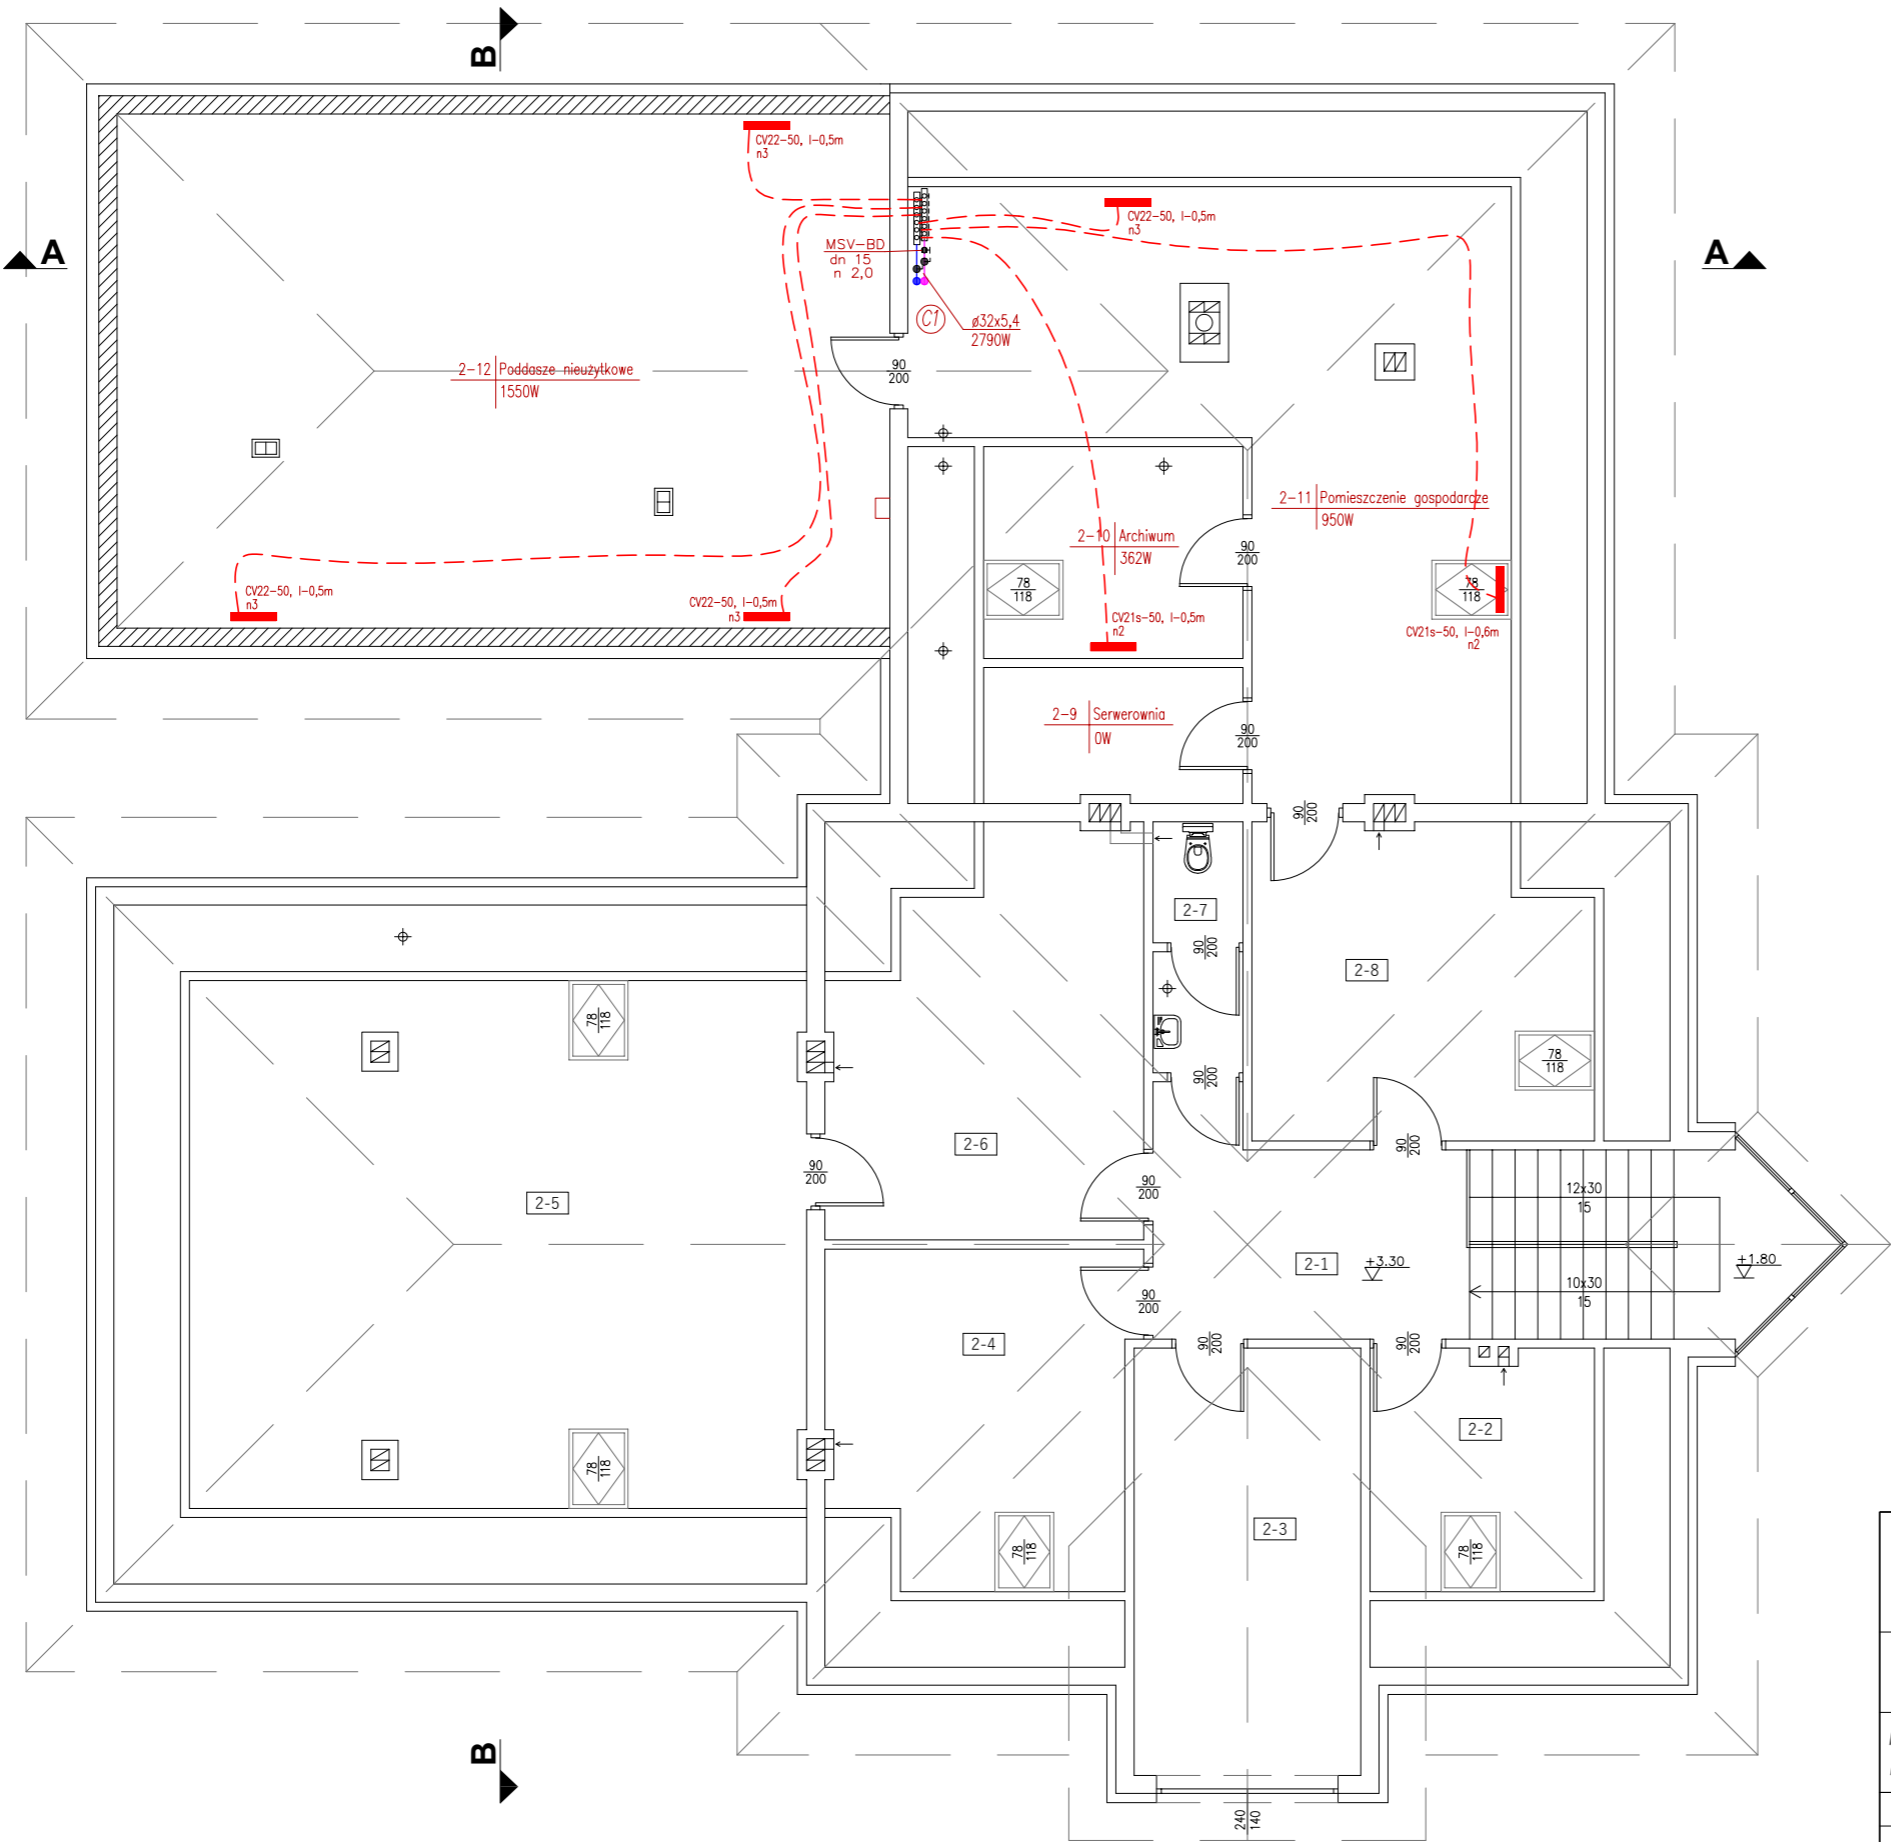 B
CV22-50, l-0,5m
n3
CV22-50, l-0,5m
n3
A
A
MSV-BD
dn 15
n 2,0
C1
ø32x5,4
2790W
2-12 Poddasze nieużytkowe
1550W
90
200
2-11 Pomieszczenie gospodarcze
950W
2-10 Archiwum
362W
90
200
78
118
78
118
CV22-50, l-0,5m
n3
CV22-50, l-0,5m
n3
CV21s-50, l-0,5m
n2
CV21s-50, l-0,6m
n2
2-9 Serwerownia
0W
90
200
90
200
2-7
90
200
2-8
78
118
78
118
90
200
2-6
90
200
90
200
90
200
2-5
12x30
15
2-1
+3.30
+1.80
10x30
15
90
200
2-4
90
200
90
200
2-2
78
118
2-3
78
118
78
118
B
240
140